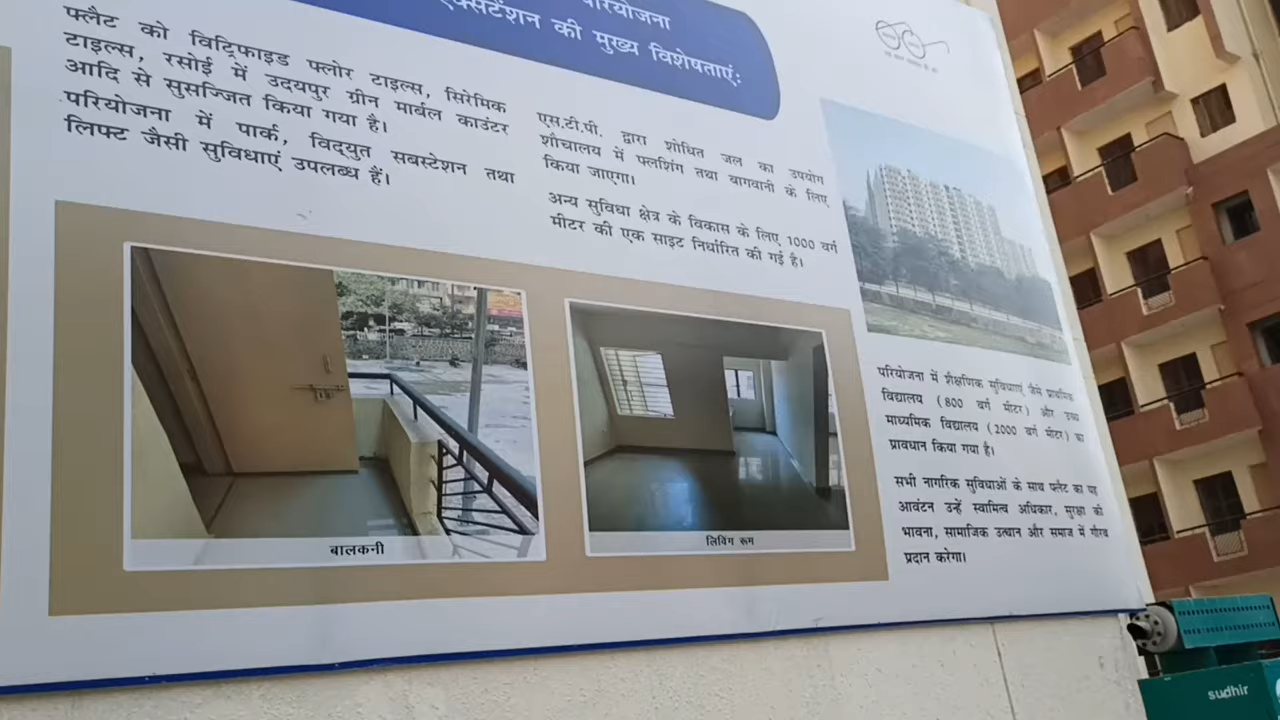 परियोजना
एक्सटेंशन की मुख्य विशेषताएं:
फ्लैट को विट्रिफाइड फ्लोर टाइल्स, सिरेमिक
टाइल्स, रसोई में उदयपुर ग्रीन मार्बल काउंटर
आदि से सुसज्जित किया गया है।
परियोजना में पार्क, विद्युत सबस्टेशन तथा
लिफ्ट जैसी सुविधाएं उपलब्ध हैं।
एस.टी.पी. द्वारा शोधित जल का उपयोग
शौचालय में फ्लशिंग तथा बागवानी के लिए
किया जाएगा।
अन्य सुविधा क्षेत्र के विकास के लिए 1000 वर्ग
मीटर की एक साइट निर्धारित की गई है।
बालकनी
लिविंग रूम
परियोजना में शैक्षणिक सुविधाएं जैसे प्राथमिक
विद्यालय (800 वर्ग मीटर) और उच्च
माध्यमिक विद्यालय (2000 वर्ग मीटर) का
प्रावधान किया गया है।
सभी नागरिक सुविधाओं के साथ फ्लैट का यह
आवंटन उन्हें स्वामित्व अधिकार, सुरक्षा की
भावना, सामाजिक उत्थान और समाज में गौरव
प्रदान करेगा।
sudhir